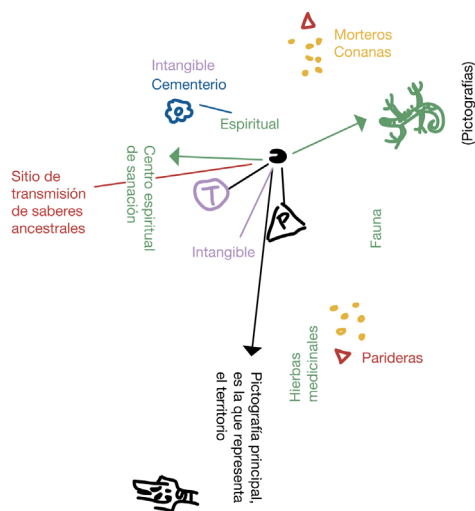 Morteros
Conanas
(Pictografías)
Intangible
Cementerio
Espiritual
Centro espiritual
de sanación
Sitio de
transmisión
de saberes
ancestrales
T
P
Intangible
Fauna
Hierbas
medicinales
Parideras
Pictografía principal,
es la que representa
el territorio